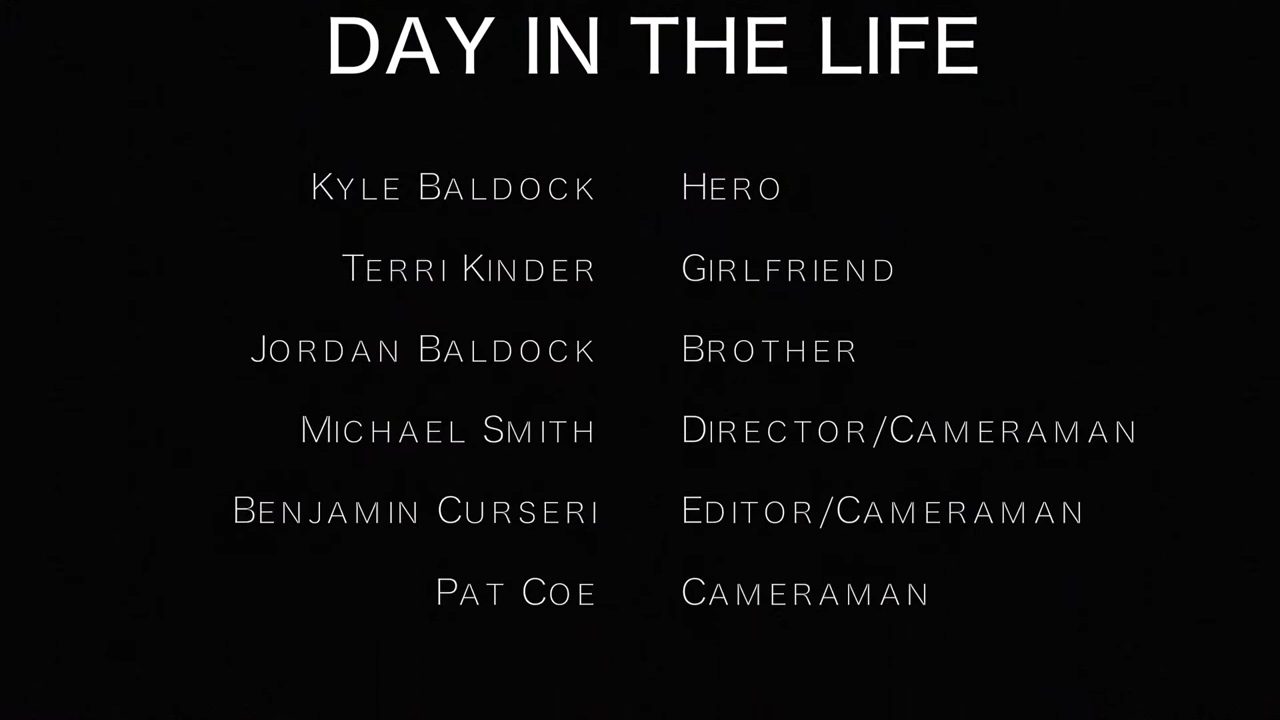 DAY IN THE LIFE
KYLE BALDOCK HERO
TERRI KINDER GIRLFRIEND
JORDAN BALDOCK BROTHER
MICHAEL SMITH DIRECTOR/CAMERAMAN
BENJAMIN CURSERI EDITOR/CAMERAMAN
PAT COE CAMERAMAN